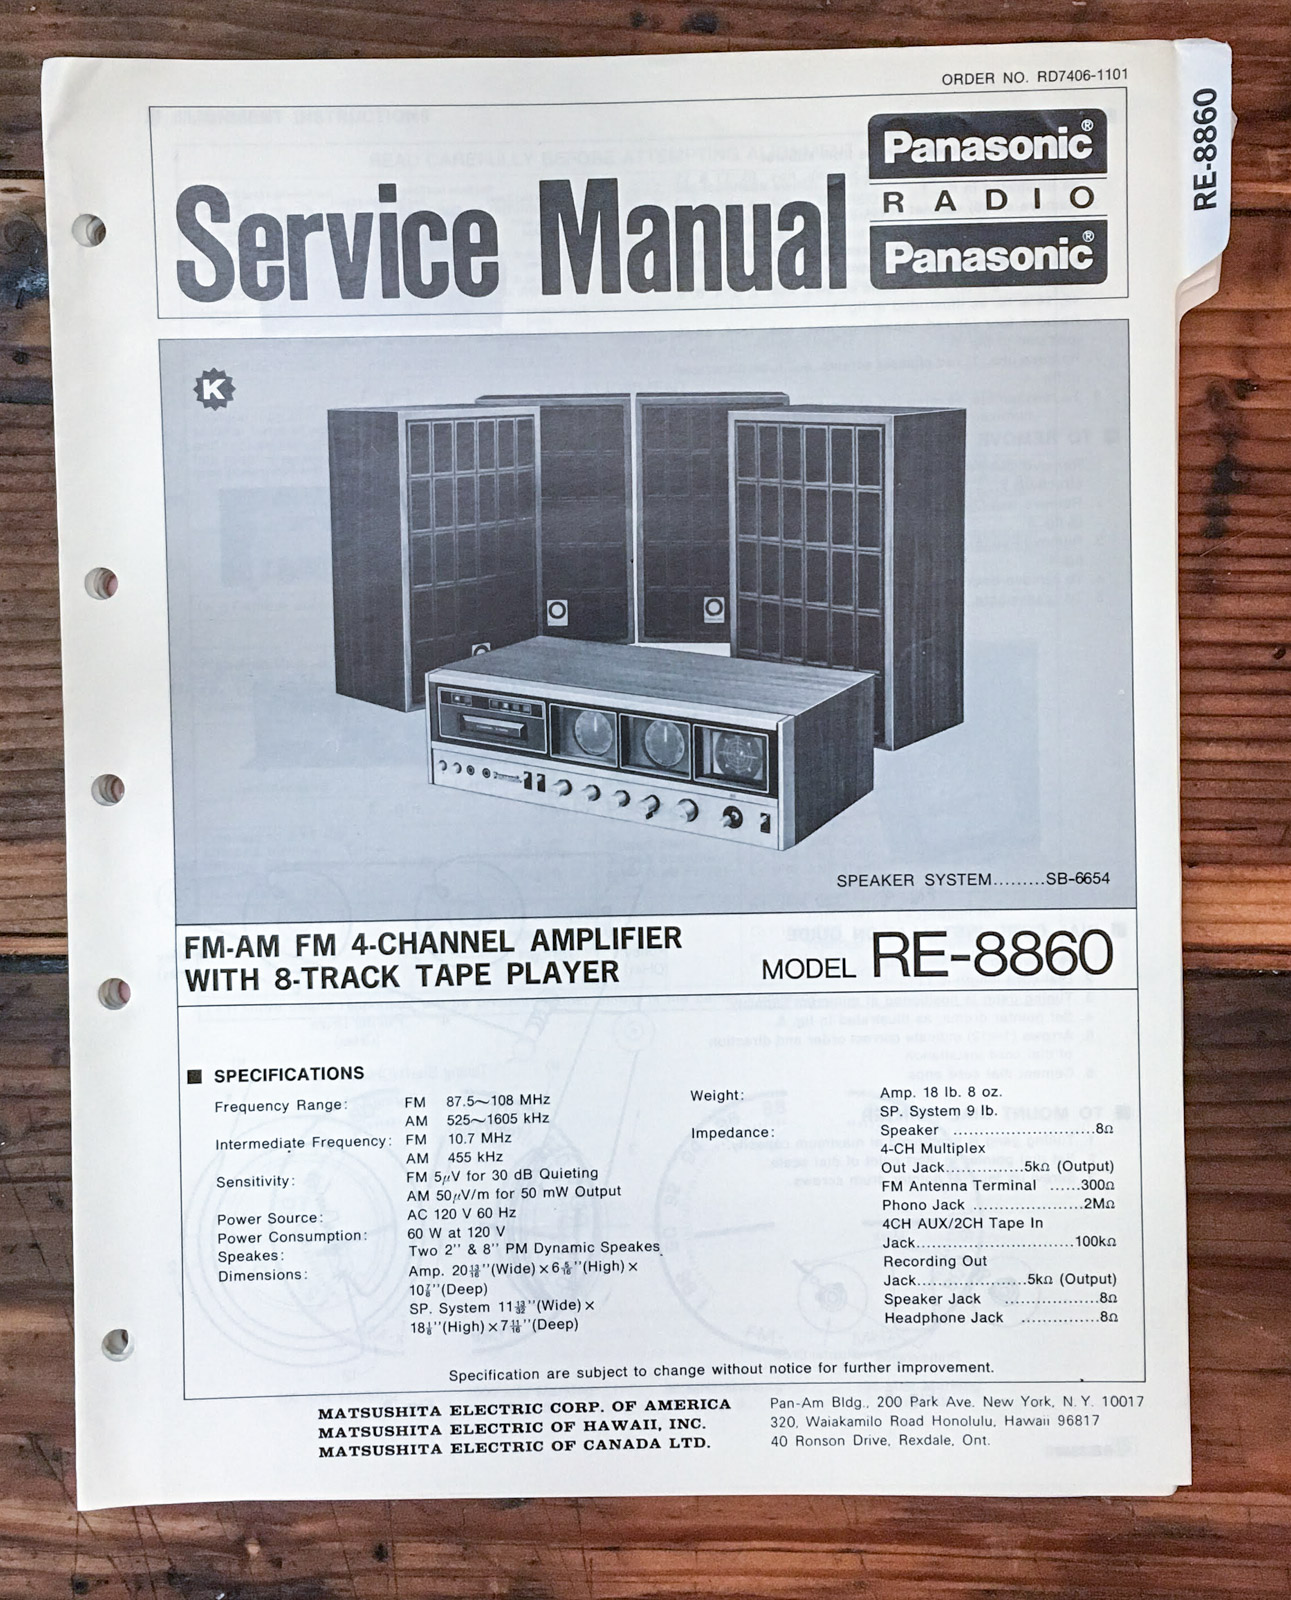 ORDER NO. RD7406-1101
RE-8860
Service Manual
Panasonic®
RADIO
Panasonic®
K
SPEAKER SYSTEM.........SB-6654
FM-AM FM 4-CHANNEL AMPLIFIER
WITH 8-TRACK TAPE PLAYER
MODEL RE-8860
■ SPECIFICATIONS
Frequency Range: FM 87.5~108 MHz
AM 525~1605 kHz
Intermediate Frequency: FM 10.7 MHz
AM 455 kHz
Sensitivity: FM 5μV for 30 dB Quieting
AM 50μV/m for 50 mW Output
Power Source: AC 120 V 60 Hz
Power Consumption: 60 W at 120 V
Speakes: Two 2'' & 8'' PM Dynamic Speakes
Dimensions: Amp. 20 13/16''(Wide) × 6 5/16''(High) ×
10 7/8''(Deep)
SP. System 11 13/32''(Wide) ×
18 1/8''(High) × 7 11/16''(Deep)
Weight: Amp. 18 lb. 8 oz.
SP. System 9 lb.
Impedance: Speaker ..........................8Ω
4-CH Multiplex
Out Jack...............5kΩ (Output)
FM Antenna Terminal ......300Ω
Phono Jack .....................2MΩ
4CH AUX/2CH Tape In
Jack..............................100kΩ
Recording Out
Jack.....................5kΩ (Output)
Speaker Jack ..................8Ω
Headphone Jack ...............8Ω
Specification are subject to change without notice for further improvement.
MATSUSHITA ELECTRIC CORP. OF AMERICA Pan-Am Bldg., 200 Park Ave. New York, N.Y. 10017
MATSUSHITA ELECTRIC OF HAWAII, INC. 320, Waiakamilo Road Honolulu, Hawaii 96817
MATSUSHITA ELECTRIC OF CANADA LTD. 40 Ronson Drive, Rexdale, Ont.